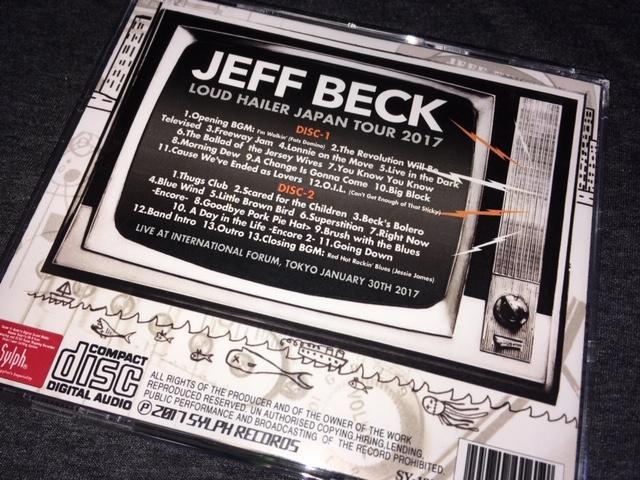 JEFF BECK
LOUD HAILER JAPAN TOUR 2017
DISC-1
1.Opening BGM: I'm Walkin' (Fats Domino) 2.The Revolution Will Be
Televised 3.Freeway Jam 4.Lonnie on the Move 5.Live in the Dark
6.The Ballad of the Jersey Wives 7.You Know You Know
8.Morning Dew 9.A Change Is Gonna Come 10.Big Block
11.Cause We've Ended as Lovers 12.O.I.L. (Can't Get Enough of That Sticky)
DISC-2
1.Thugs Club 2.Scared for the Children 3.Beck's Bolero
4.Blue Wind 5.Little Brown Bird 6.Superstition 7.Right Now
-Encore- 8.Goodbye Pork Pie Hat~ 9.Brush with the Blues
10. A Day in the Life -Encore 2- 11.Going Down
12.Band Intro 13.Outro 13.Closing BGM: Red Hot Rockin' Blues (Jessie James)
LIVE AT INTERNATIONAL FORUM, TOKYO JANUARY 30TH 2017
Sylph
COMPACT
disc
DIGITAL AUDIO
ALL RIGHTS OF THE PRODUCER AND OF THE OWNER OF THE WORK
REPRODUCED RESERVED. UN AUTHORISED COPYING,HIRING,LENDING,
PUBLIC PERFORMANCE AND BROADCASTING OF THE RECORD PROHIBITED.
℗ 2017 SYLPH RECORDS